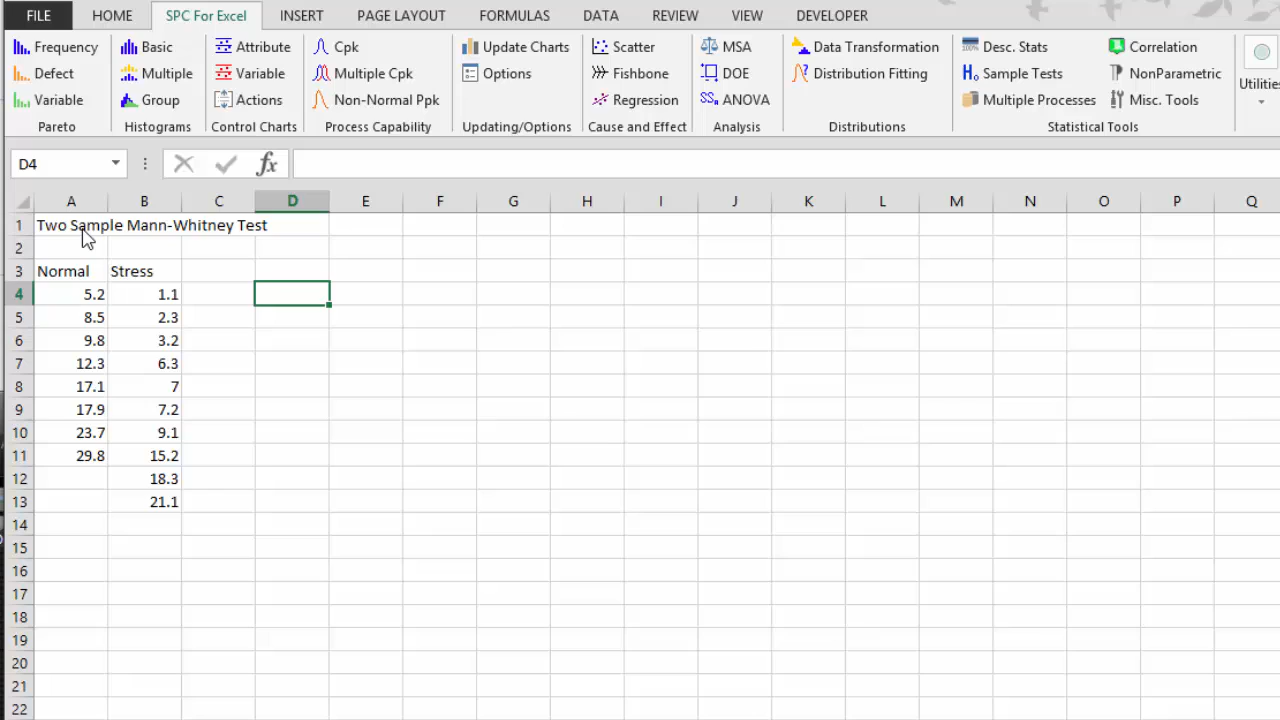 FILE HOME SPC For Excel INSERT PAGE LAYOUT FORMULAS DATA REVIEW VIEW DEVELOPER
Frequency Basic Attribute Cpk Update Charts Scatter MSA Data Transformation Desc. Stats Correlation
Defect Multiple Variable Multiple Cpk Options Fishbone DOE Distribution Fitting Sample Tests NonParametric Utilitie
Variable Group Actions Non-Normal Ppk Regression ANOVA Multiple Processes Misc. Tools
Pareto Histograms Control Charts Process Capability Updating/Options Cause and Effect Analysis Distributions Statistical Tools
D4 fx
A B C D E F G H I J K L M N O P Q
1 Two Sample Mann-Whitney Test
2
3 Normal Stress
4 5.2 1.1
5 8.5 2.3
6 9.8 3.2
7 12.3 6.3
8 17.1 7
9 17.9 7.2
10 23.7 9.1
11 29.8 15.2
12 18.3
13 21.1
14
15
16
17
18
19
20
21
22